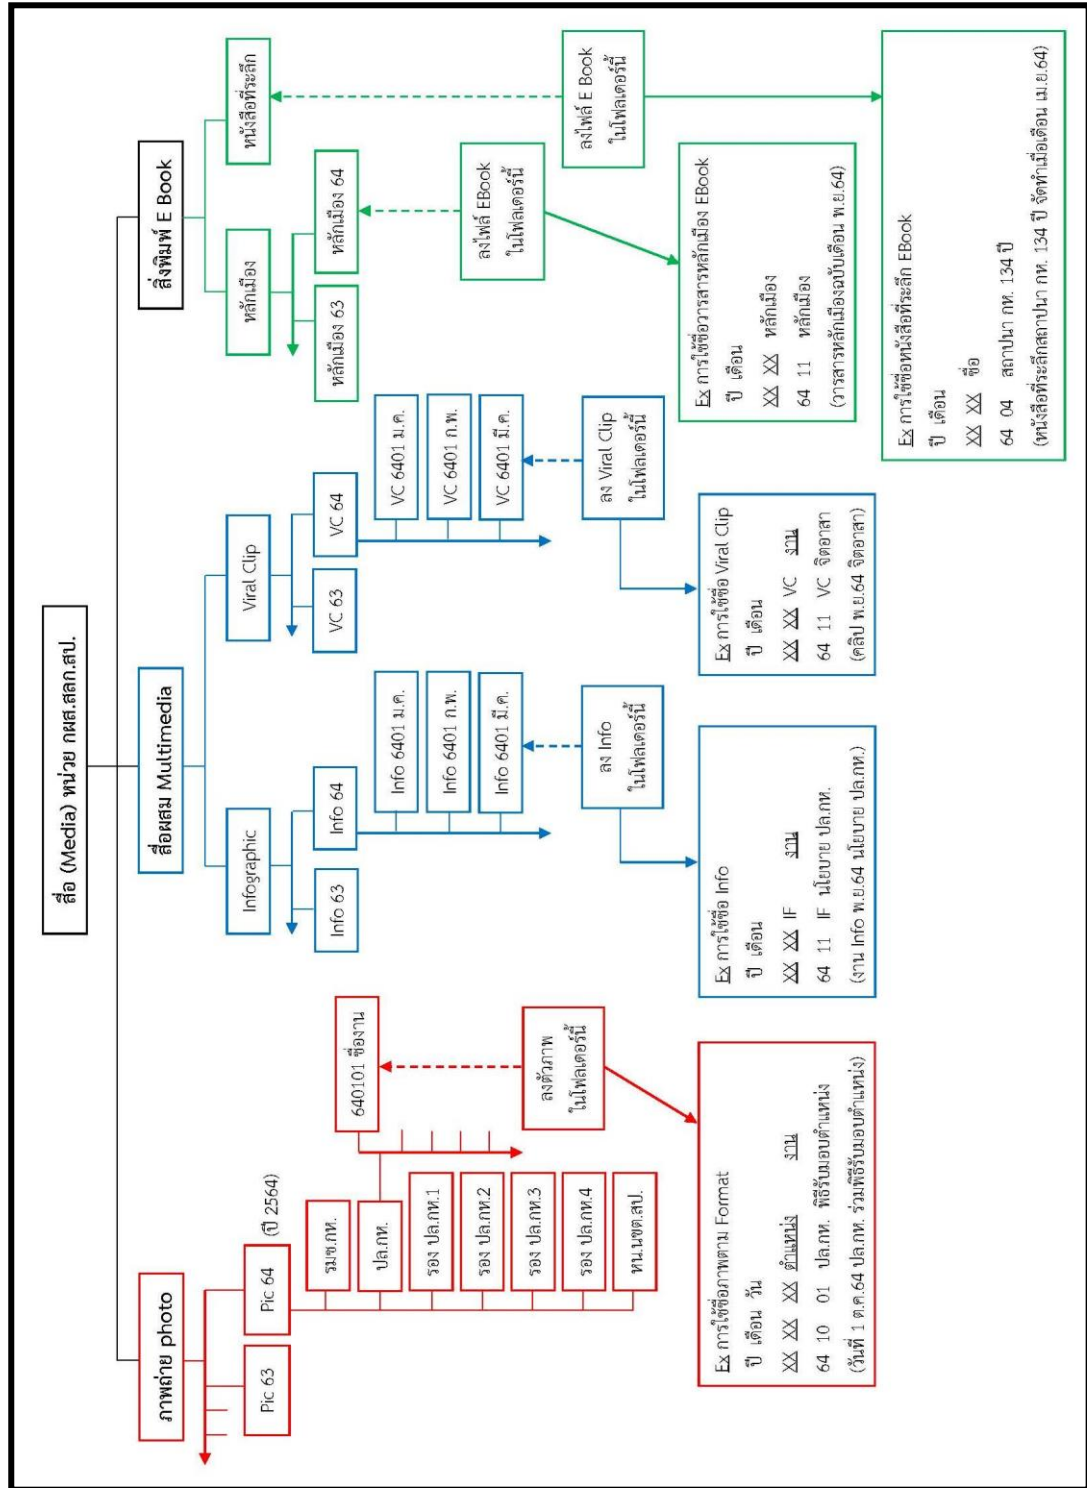 สื่อ (Media) หน่วย กผส.สลก.สป.
ภาพถ่าย photo
Pic 63
Pic 64
(ปี 2564)
รมช.กห.
ปล.กห.
รอง ปล.กห.1
รอง ปล.กห.2
รอง ปล.กห.3
รอง ปล.กห.4
หน.นขต.สป.
640101 ชื่องาน
ลงตัวภาพ
ในโฟลเดอร์นี้
Ex การใช้ชื่อภาพตาม Format
ปี เดือน วัน
XX XX XX ตำแหน่ง งาน
64 10 01 ปล.กห. พิธีรับมอบตำแหน่ง
(วันที่ 1 ต.ค.64 ปล.กห. ร่วมพิธีรับมอบตำแหน่ง)
สื่อผสม Multimedia
Infographic
Info 63
Info 64
Info 6401 ม.ค.
Info 6401 ก.พ.
Info 6401 มี.ค.
ลง Info
ในโฟลเดอร์นี้
Ex การใช้ชื่อ Info
ปี เดือน
XX XX IF งาน
64 11 IF นโยบาย ปล.กห.
(งาน Info พ.ย.64 นโยบาย ปล.กห.)
Viral Clip
VC 63
VC 64
VC 6401 ม.ค.
VC 6401 ก.พ.
VC 6401 มี.ค.
ลง Viral Clip
ในโฟลเดอร์นี้
Ex การใช้ชื่อ Viral Clip
ปี เดือน
XX XX VC งาน
64 11 VC จิตอาสา
(คลิป พ.ย.64 จิตอาสา)
สิ่งพิมพ์ E Book
หลักเมือง
หลักเมือง 63
หลักเมือง 64
ลงไฟล์ EBook
ในโฟลเดอร์นี้
Ex การใช้ชื่อวารสารหลักเมือง EBook
ปี เดือน
XX XX หลักเมือง
64 11 หลักเมือง
(วารสารหลักเมืองฉบับเดือน พ.ย.64)
หนังสือที่ระลึก
ลงไฟล์ E Book
ในโฟลเดอร์นี้
Ex การใช้ชื่อหนังสือที่ระลึก EBook
ปี เดือน
XX XX ชื่อ
64 04 สถาปนา กห. 134 ปี
(หนังสือที่ระลึกสถาปนา กห. 134 ปี จัดทำเมื่อเดือน เม.ย.64)